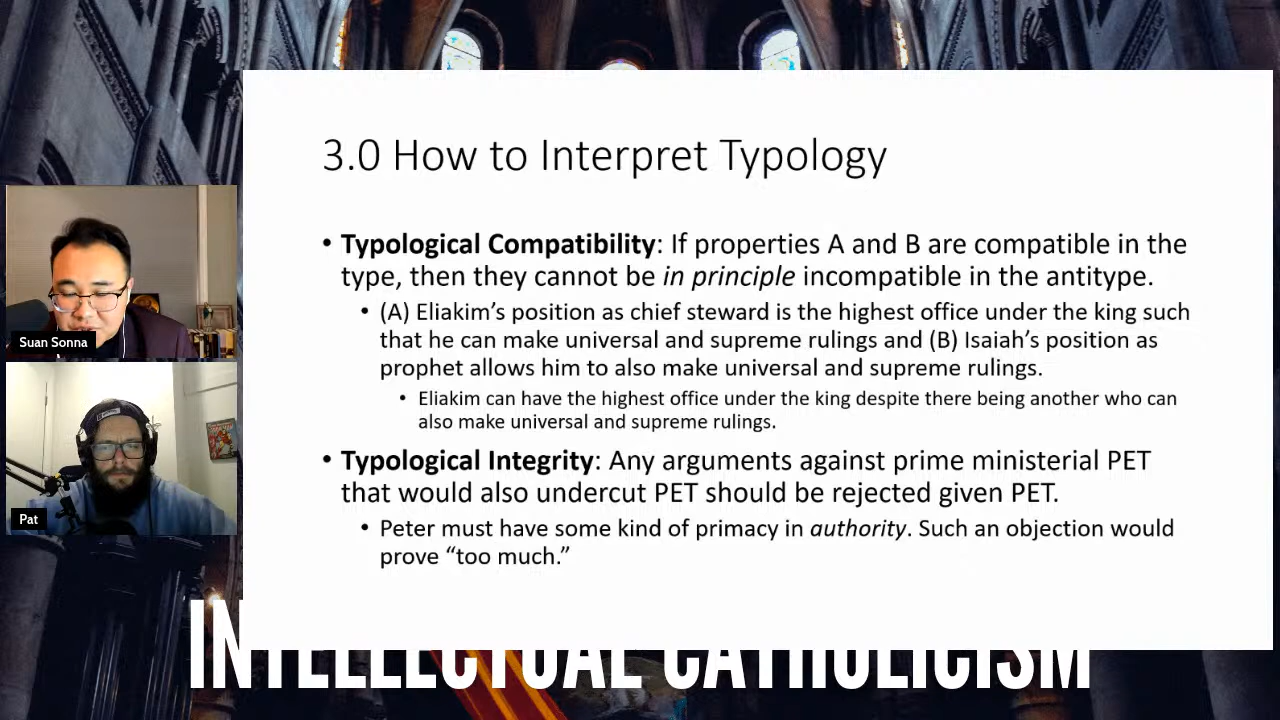 3.0 How to Interpret Typology
• Typological Compatibility: If properties A and B are compatible in the
type, then they cannot be in principle incompatible in the antitype.
• (A) Eliakim’s position as chief steward is the highest office under the king such
that he can make universal and supreme rulings and (B) Isaiah’s position as
prophet allows him to also make universal and supreme rulings.
• Eliakim can have the highest office under the king despite there being another who can
also make universal and supreme rulings.
• Typological Integrity: Any arguments against prime ministerial PET
that would also undercut PET should be rejected given PET.
• Peter must have some kind of primacy in authority. Such an objection would
prove “too much.”
Suan Sonna
Pat
INTELLECTUAL CATHOLICISM